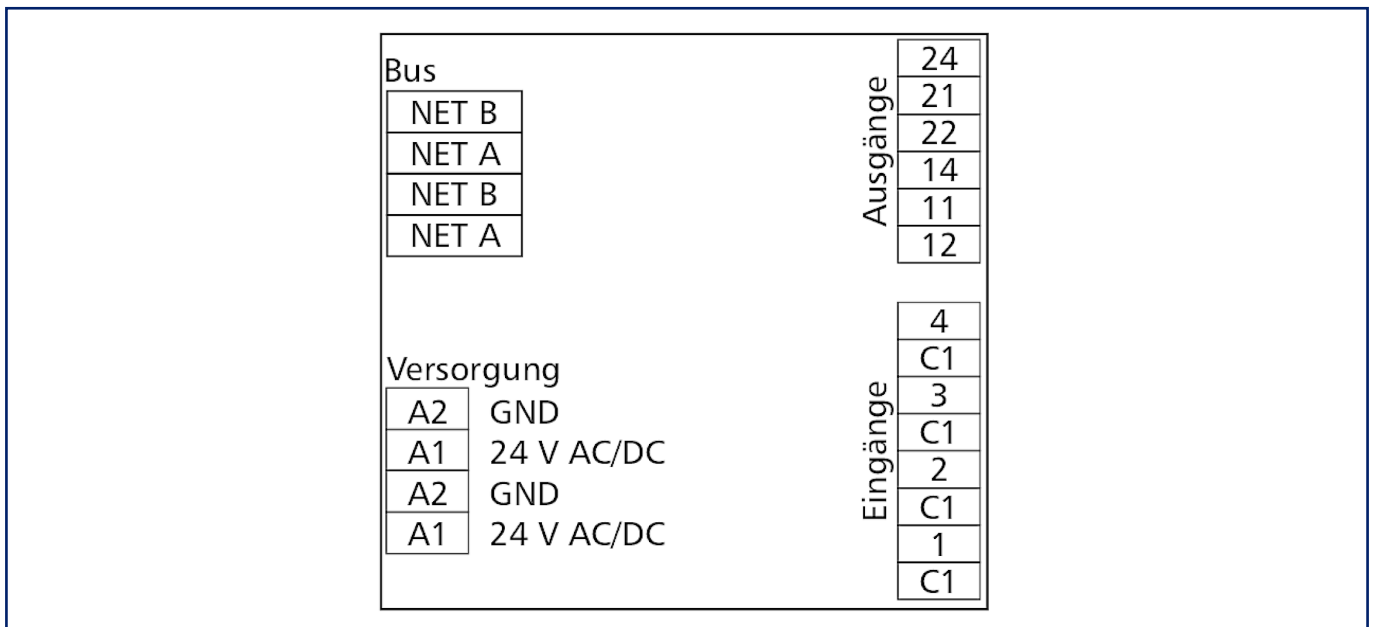 Bus
NET B
NET A
NET B
NET A
Versorgung
A2 GND
A1 24 V AC/DC
A2 GND
A1 24 V AC/DC
Ausgänge
24
21
22
14
11
12
Eingänge
4
C1
3
C1
2
C1
1
C1